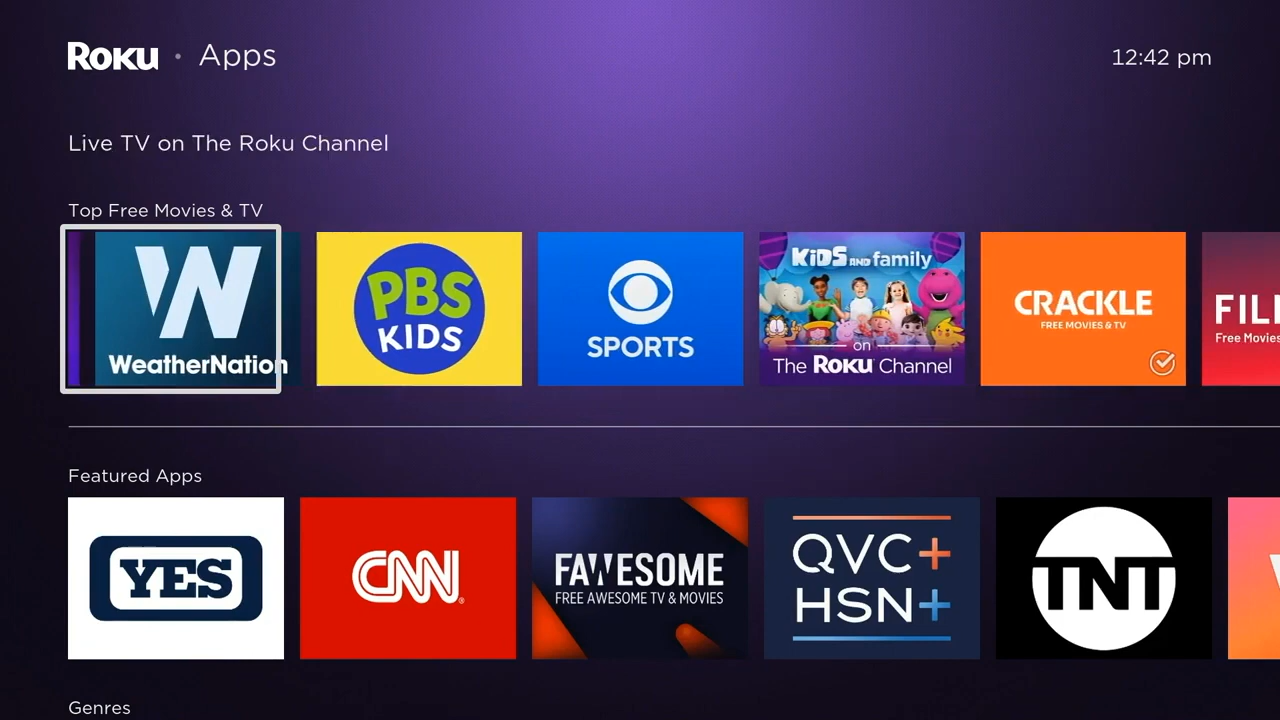 Roku • Apps
12:42 pm
Live TV on The Roku Channel
Top Free Movies & TV
W
WeatherNation
PBS
KIDS
SPORTS
KiDS AND family
on
The Roku Channel
CRACKLE
FREE MOVIES & TV
FIL
Free Movies
Featured Apps
YES
CNN
FAWESOME
FREE AWESOME TV & MOVIES
QVC+
HSN+
TNT
Genres